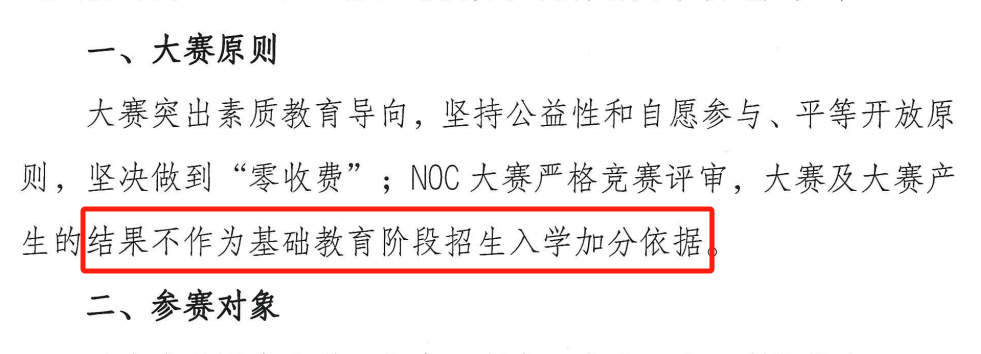 一、大赛原则
大赛突出素质教育导向，坚持公益性和自愿参与、平等开放原
则，坚决做到“零收费”；NOC大赛严格竞赛评审，大赛及大赛产
生的结果不作为基础教育阶段招生入学加分依据。
二、参赛对象